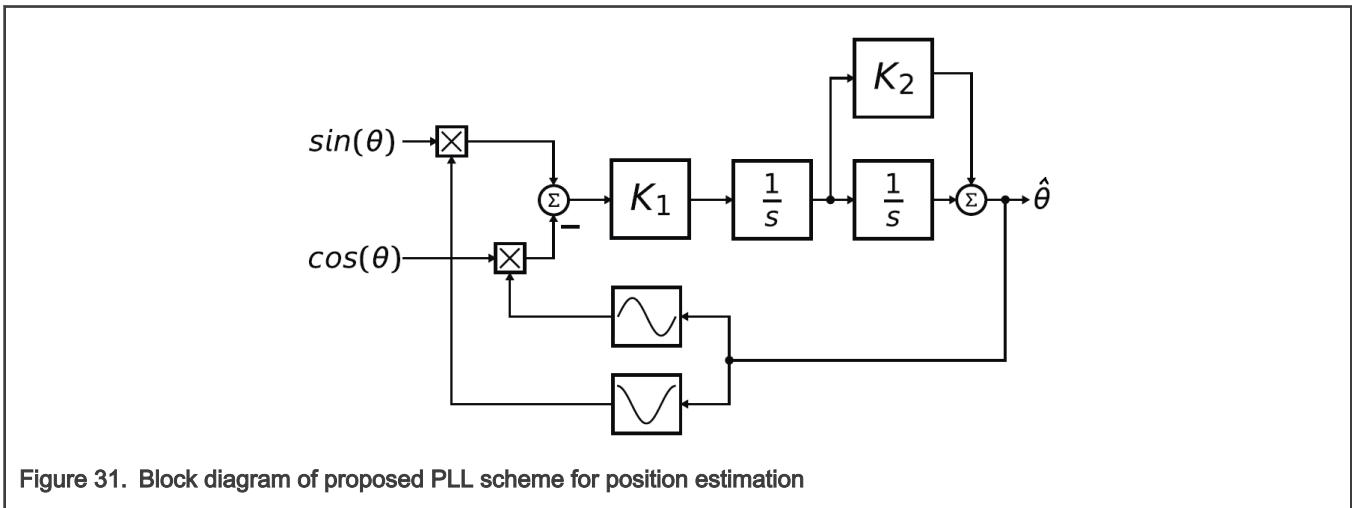 K₂
sin(θ)
Σ
K₁
1/s
1/s
Σ
θ̂
−
cos(θ)
Figure 31. Block diagram of proposed PLL scheme for position estimation